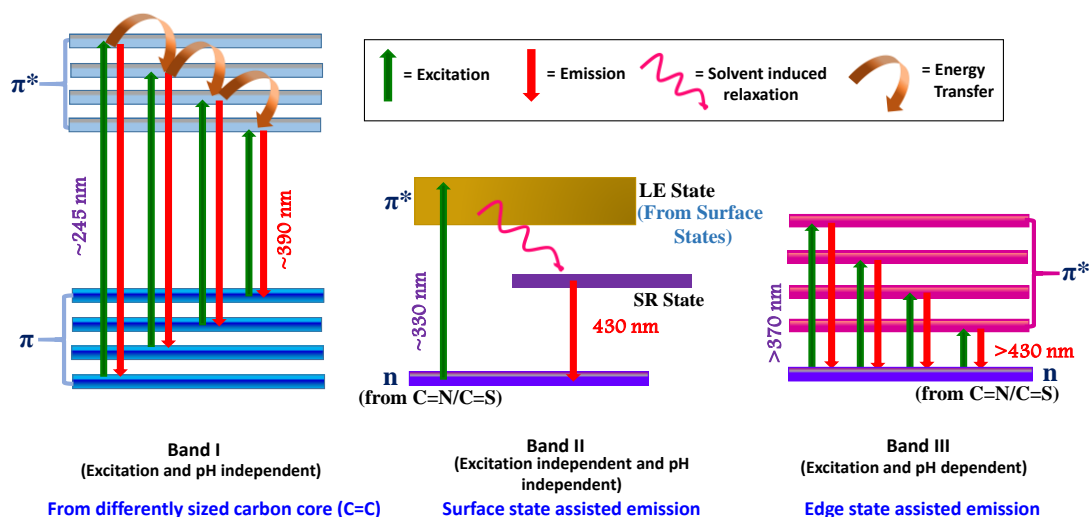 π*
~245 nm
~390 nm
π
= Excitation
= Emission
= Solvent induced
relaxation
= Energy
Transfer
π*
LE State
(From Surface
States)
SR State
~330 nm
430 nm
n
(from C=N/C=S)
π*
>370 nm
>430 nm
n
(from C=N/C=S)
Band I
(Excitation and pH independent)
From differently sized carbon core (C=C)
Band II
(Excitation independent and pH
independent)
Surface state assisted emission
Band III
(Excitation and pH dependent)
Edge state assisted emission